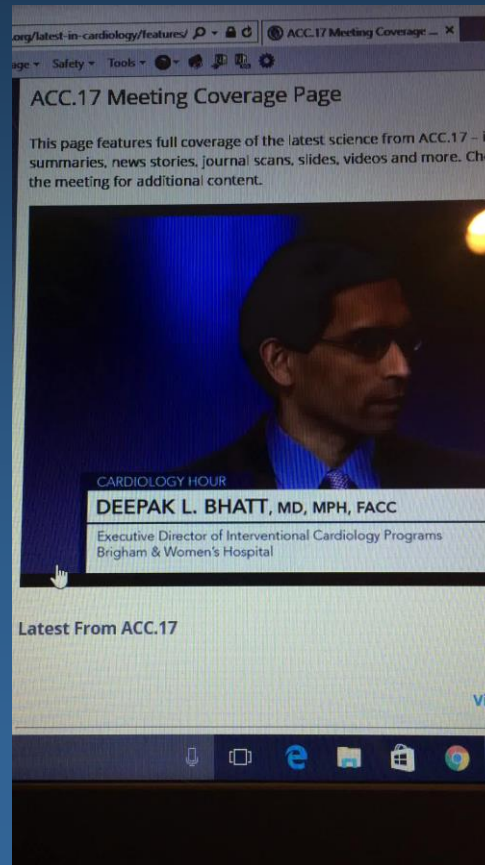 .org/latest-in-cardiology/features/
ACC.17 Meeting Coverage ...
Safety Tools
ACC.17 Meeting Coverage Page
This page features full coverage of the latest science from ACC.17 –
summaries, news stories, journal scans, slides, videos and more.
the meeting for additional content.
CARDIOLOGY HOUR
DEEPAK L. BHATT, MD, MPH, FACC
Executive Director of Interventional Cardiology Programs
Brigham & Women's Hospital
Latest From ACC.17